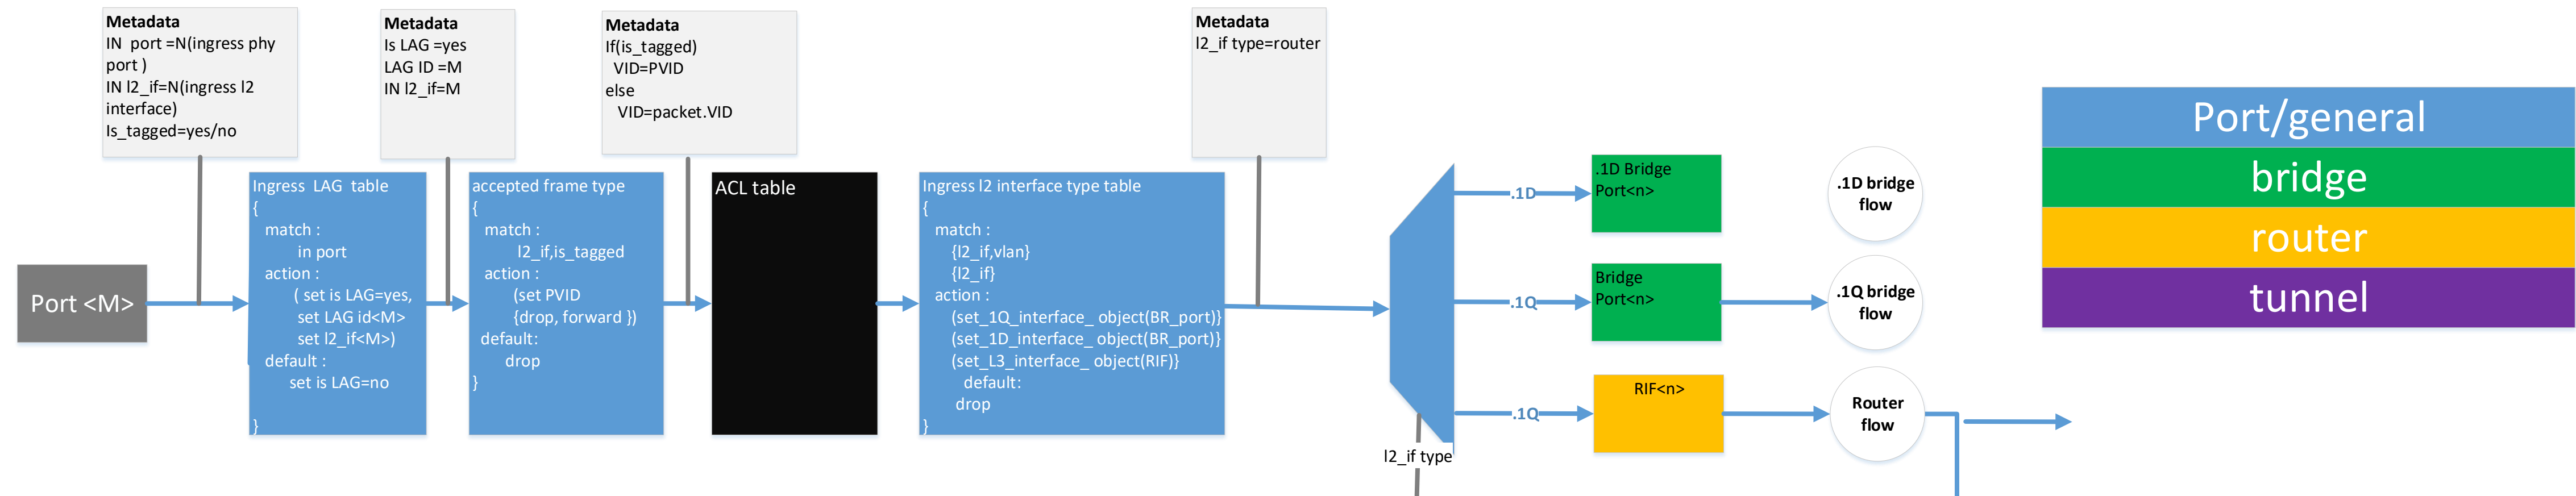 Metadata
IN  port =N(ingress phy
port )
IN l2_if=N(ingress l2
interface)
Is_tagged=yes/no
Metadata
Is LAG =yes
LAG ID =M
IN l2_if=M
Metadata
If(is_tagged)
VID=PVID
else
VID=packet.VID
Metadata
l2_if type=router
Port <M>
Ingress  LAG  table
{
match :
in port
action :
( set is LAG=yes,
set LAG id<M>
set l2_if<M>)
default :
set is LAG=no
}
accepted frame type
{
match :
l2_if,is_tagged
action :
(set PVID
{drop, forward })
default:
drop
}
ACL table
Ingress l2 interface type table
{
match :
{l2_if,vlan}
{l2_if}
action :
(set_1Q_interface_ object(BR_port)}
(set_1D_interface_ object(BR_port)}
(set_L3_interface_ object(RIF)}
default:
drop
}
l2_if type
.1D
.1D Bridge
Port<n>
.1D bridge
flow
.1Q
Bridge
Port<n>
.1Q bridge
flow
.1Q
RIF<n>
Router
flow
Port/general
bridge
router
tunnel